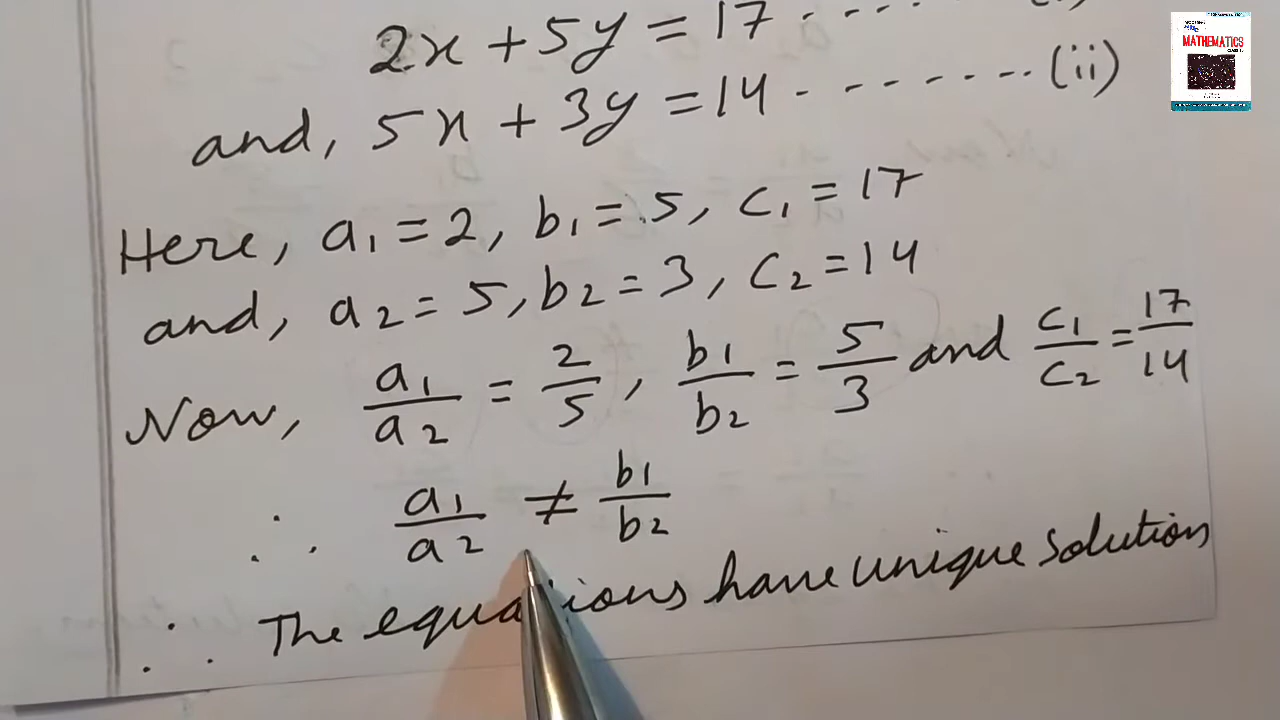 2x + 5y = 17 - - - - -
and, 5x + 3y = 14 - - - - - - - (ii)
Here, a₁ = 2, b₁ = 5, c₁ = 17
and, a₂ = 5, b₂ = 3, c₂ = 14
Now, a₁/a₂ = 2/5, b₁/b₂ = 5/3 and c₁/c₂ = 17/14
∴ a₁/a₂ ≠ b₁/b₂
∴ The equations have unique solution
MATHEMATICS